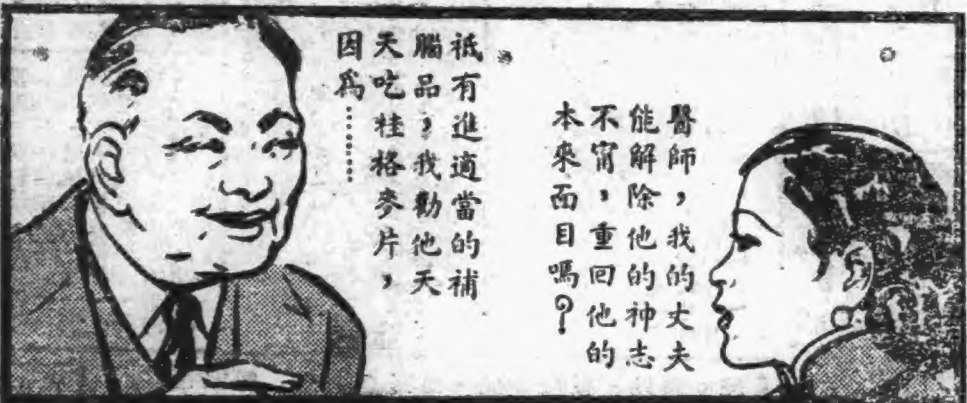 醫師，我的丈夫
能解除他的神志
不甯，重回他的
本來面目嗎？
祇有進適當的補
腦品，我勸他天
天吃桂格麥片，
因爲………